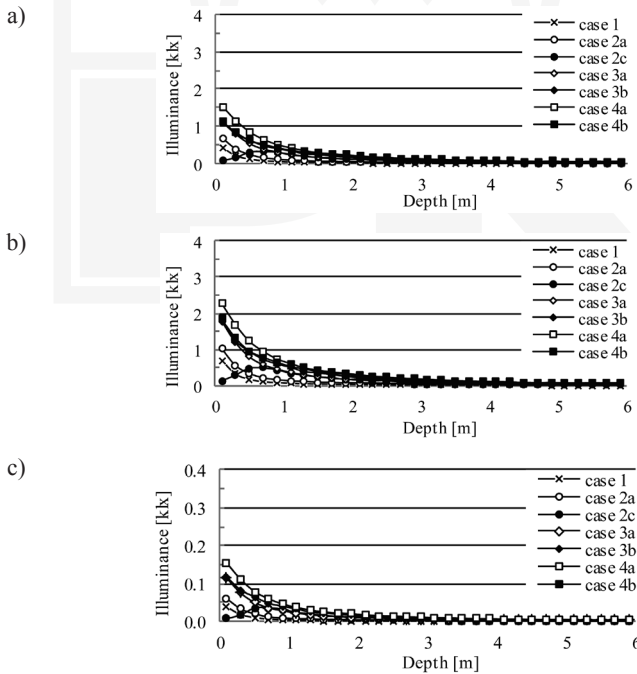 a)
Illuminance [klx]
4
3
2
1
0
0 1 2 3 4 5 6
Depth [m]
case 1
case 2a
case 2c
case 3a
case 3b
case 4a
case 4b
b)
Illuminance [klx]
4
3
2
1
0
0 1 2 3 4 5 6
Depth [m]
case 1
case 2a
case 2c
case 3a
case 3b
case 4a
case 4b
c)
Illuminance [klx]
0.4
0.3
0.2
0.1
0.0
0 1 2 3 4 5 6
Depth [m]
case 1
case 2a
case 2c
case 3a
case 3b
case 4a
case 4b